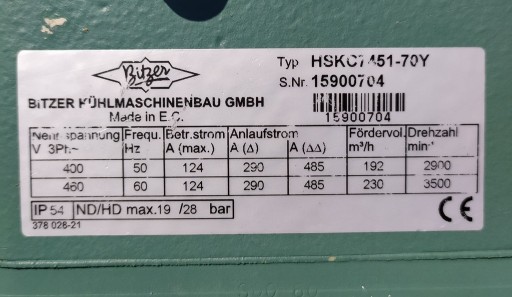 Bitzer
Typ HSKC7451-70Y
S.Nr. 15900704
15900704
BITZER KÜHLMASCHINENBAU GMBH
Made in E.C.
Nennspannung Frequ. Betr.strom Anlaufstrom Fördervol. Drehzahl
V 3Ph~ Hz A (max.) A (Δ) A (ΔΔ) m³/h min⁻¹
400 50 124 290 485 192 2900
460 60 124 290 485 230 3500
IP 54 ND/HD max.19 /28 bar
CE
378 028-21